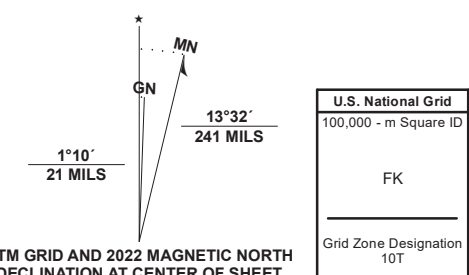 ★
MN
GN
13°32´
241 MILS
1°10´
21 MILS
TM GRID AND 2022 MAGNETIC NORTH
DECLINATION AT CENTER OF SHEET
U.S. National Grid
100,000 - m Square ID
FK
Grid Zone Designation
10T